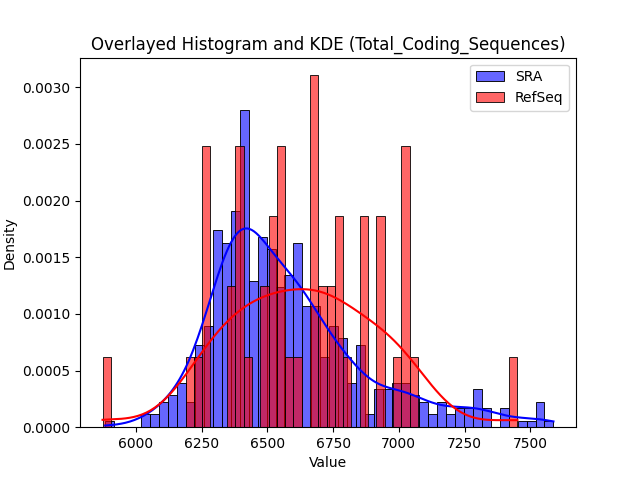 Overlayed Histogram and KDE (Total_Coding_Sequences)
SRA
RefSeq
0.0030
0.0025
0.0020
0.0015
0.0010
0.0005
0.0000
Density
6000 6250 6500 6750 7000 7250 7500
Value